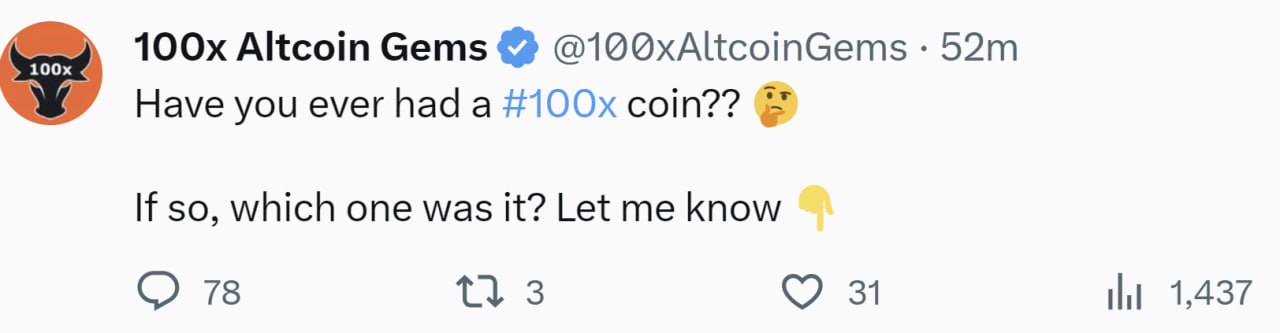 100x
100x Altcoin Gems @100xAltcoinGems · 52m
Have you ever had a #100x coin?? 🤔
If so, which one was it? Let me know 👇
78 3 31 1,437